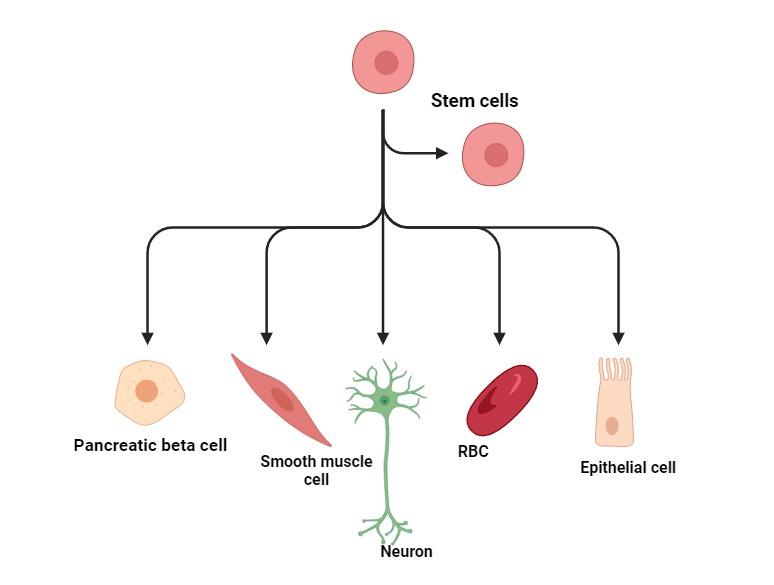 Stem cells
Pancreatic beta cell
Smooth muscle
cell
Neuron
RBC
Epithelial cell